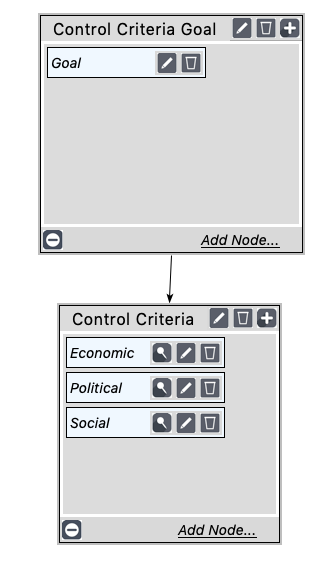 Control Criteria Goal
Goal
Add Node...
Control Criteria
Economic
Political
Social
Add Node...